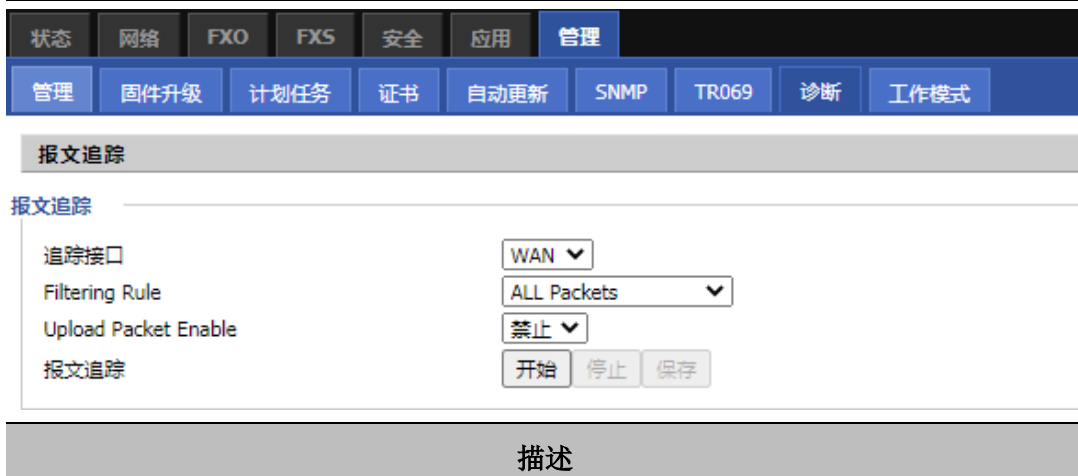 状态 网络 FXO FXS 安全 应用 管理
管理 固件升级 计划任务 证书 自动更新 SNMP TR069 诊断 工作模式
报文追踪
报文追踪
追踪接口 WAN
Filtering Rule ALL Packets
Upload Packet Enable 禁止
报文追踪 开始 停止 保存
描述